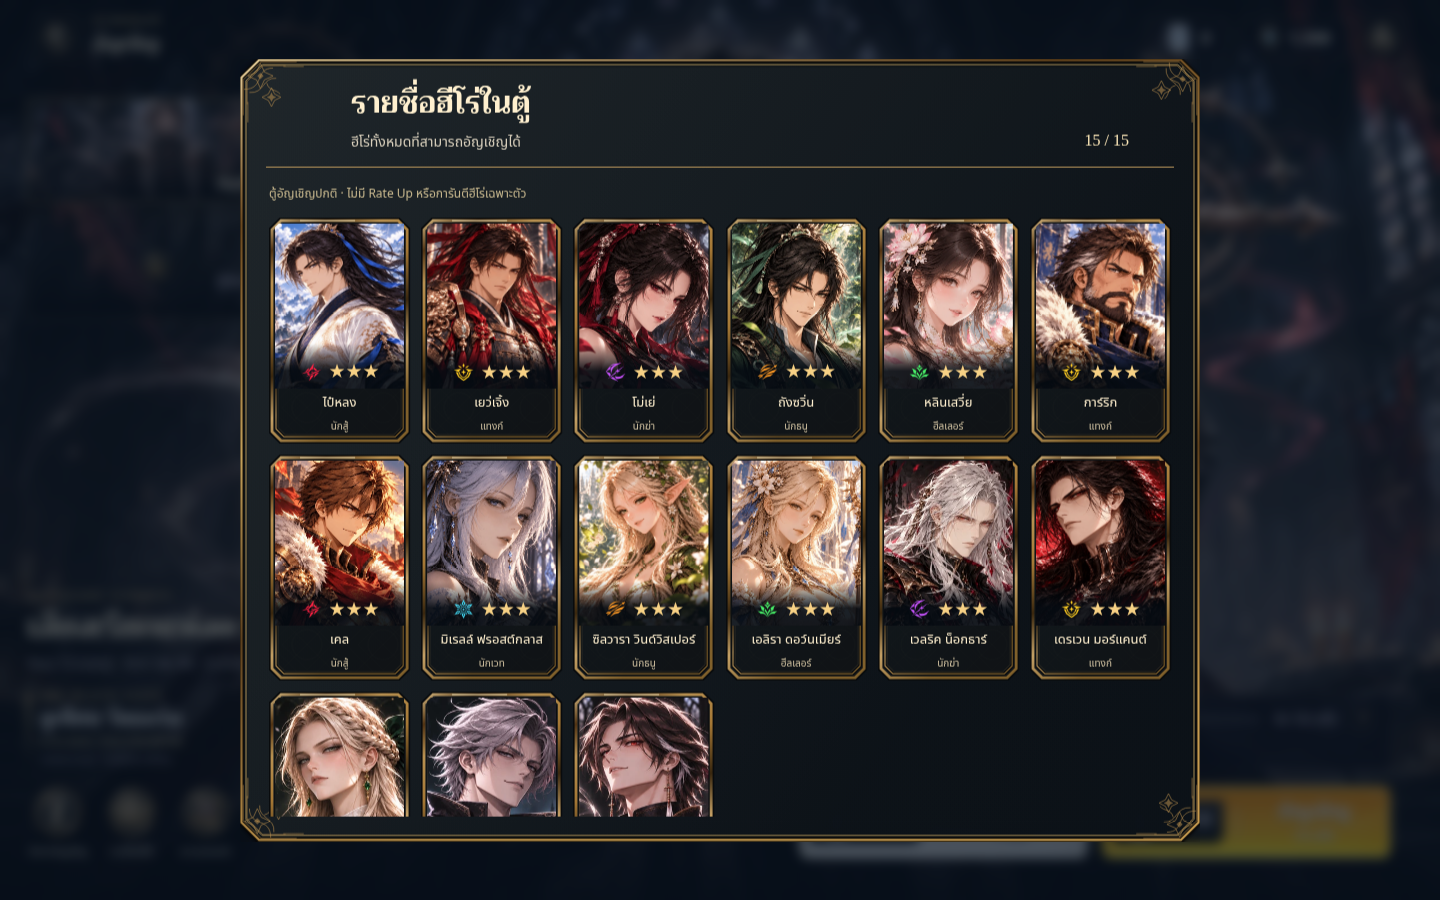 รายชื่อฮีโร่ในตู้
ฮีโร่ทั้งหมดที่สามารถอัญเชิญได้
15 / 15
ตู้อัญเชิญปกติ · ไม่มี Rate Up หรือการันตีฮีโร่เฉพาะตัว
ไป๋หลง
นักสู้
เยว่เจิ้ง
แทงก์
โม่เย่
นักฆ่า
ถังซวิ่น
นักธนู
หลินเสวี่ย
ฮีลเลอร์
การ์ริก
แทงก์
เคล
นักสู้
มิเรลล์ ฟรอสต์กลาส
นักเวท
ซิลวารา วินด์วิสเปอร์
นักธนู
เอลิรา ดอว์นเมียร์
ฮีลเลอร์
เวลริค น็อกธาร์
นักฆ่า
เดรเวน มอร์แคนต์
แทงก์